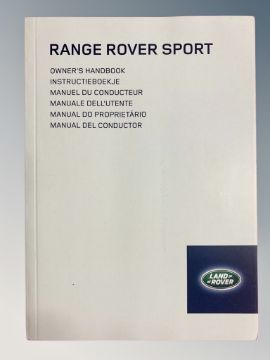 RANGE ROVER SPORT
OWNER'S HANDBOOK
INSTRUCTIEBOEKJE
MANUEL DU CONDUCTEUR
MANUALE DELL'UTENTE
MANUAL DO PROPRIETÁRIO
MANUAL DEL CONDUCTOR
LAND
ROVER